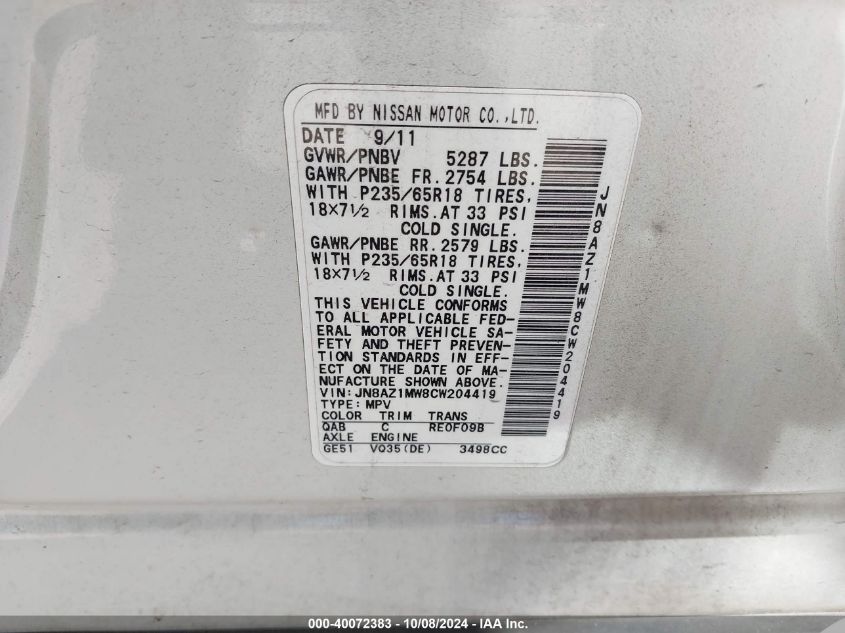 MFD BY NISSAN MOTOR CO.,LTD.
DATE 9/11
GVWR/PNBV 5287 LBS.
GAWR/PNBE FR. 2754 LBS.
WITH P235/65R18 TIRES,
18×7½ RIMS.AT 33 PSI
COLD SINGLE.
GAWR/PNBE RR. 2579 LBS.
WITH P235/65R18 TIRES,
18×7½ RIMS.AT 33 PSI
COLD SINGLE.
THIS VEHICLE CONFORMS
TO ALL APPLICABLE FED-
ERAL MOTOR VEHICLE SA-
FETY AND THEFT PREVEN-
TION STANDARDS IN EFF-
ECT ON THE DATE OF MA-
NUFACTURE SHOWN ABOVE.
VIN:JN8AZ1MW8CW204419
TYPE: MPV
COLOR TRIM TRANS
QAB C RE0F09B
AXLE ENGINE
GE51 VQ35(DE) 3498CC
JN8AZ1MW8CW204419
000-40072383 - 10/08/2024 - IAA Inc.